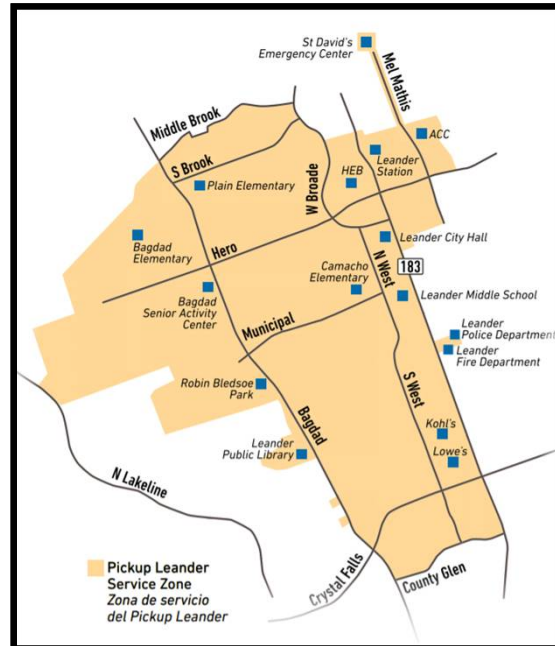 St David's
Emergency Center
Mel Mathis
Middle Brook
ACC
S Brook
Leander
Station
HEB
Plain Elementary
W Broade
Bagdad
Elementary
Hero
Leander City Hall
N West
183
Camacho
Elementary
Bagdad
Senior Activity
Center
Leander Middle School
Municipal
Leander
Police Department
Leander
Fire Department
S West
Robin Bledsoe
Park
Bagdad
Kohl's
Leander
Public Library
Lowe's
N Lakeline
Pickup Leander
Service Zone
Zona de servicio
del Pickup Leander
Crystal Falls
County Glen